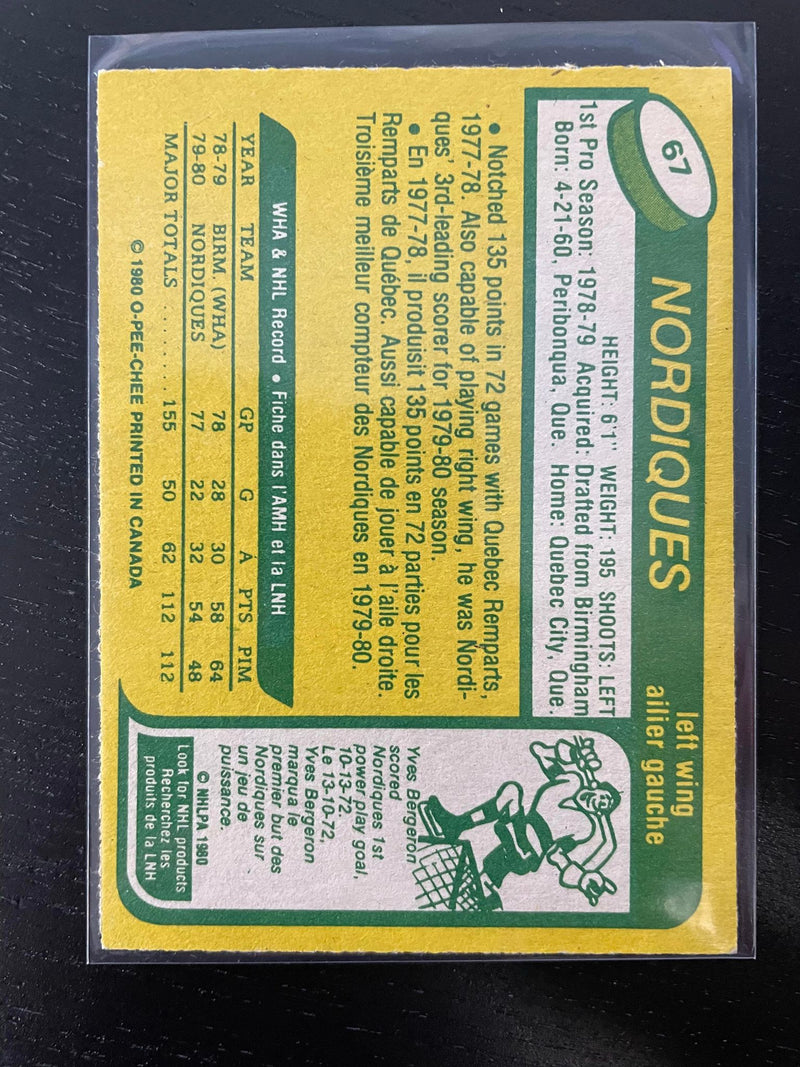 67
NORDIQUES
left wing
ailier gauche
HEIGHT: 6'1" WEIGHT: 195 SHOOTS: LEFT
1st Pro Season: 1978-79 Acquired: Drafted from Birmingham
Born: 4-21-60, Peribonqua, Que. Home: Quebec City, Que.
• Notched 135 points in 72 games with Quebec Remparts,
1977-78. Also capable of playing right wing, he was Nordi-
ques' 3rd-leading scorer for 1979-80 season.
• En 1977-78, il produisit 135 points en 72 parties pour les
Remparts de Québec. Aussi capable de jouer à l'aile droite.
Troisième meilleur compteur des Nordiques en 1979-80.
WHA & NHL Record • Fiche dans l'AMH et la LNH
YEAR TEAM GP G A PTS PIM
78-79 BIRM. (WHA) 78 28 30 58 64
79-80 NORDIQUES 77 22 32 54 48
MAJOR TOTALS ........ 155 50 62 112 112
© 1980 O-PEE-CHEE PRINTED IN CANADA
Yves Bergeron
scored
Nordiques 1st
power play goal,
10-13-72.
Le 13-10-72,
Yves Bergeron
marqua le
premier but des
Nordiques sur
un jeu de
puissance.
© NHLPA 1980
Look for NHL products
Recherchez les
produits de la LNH